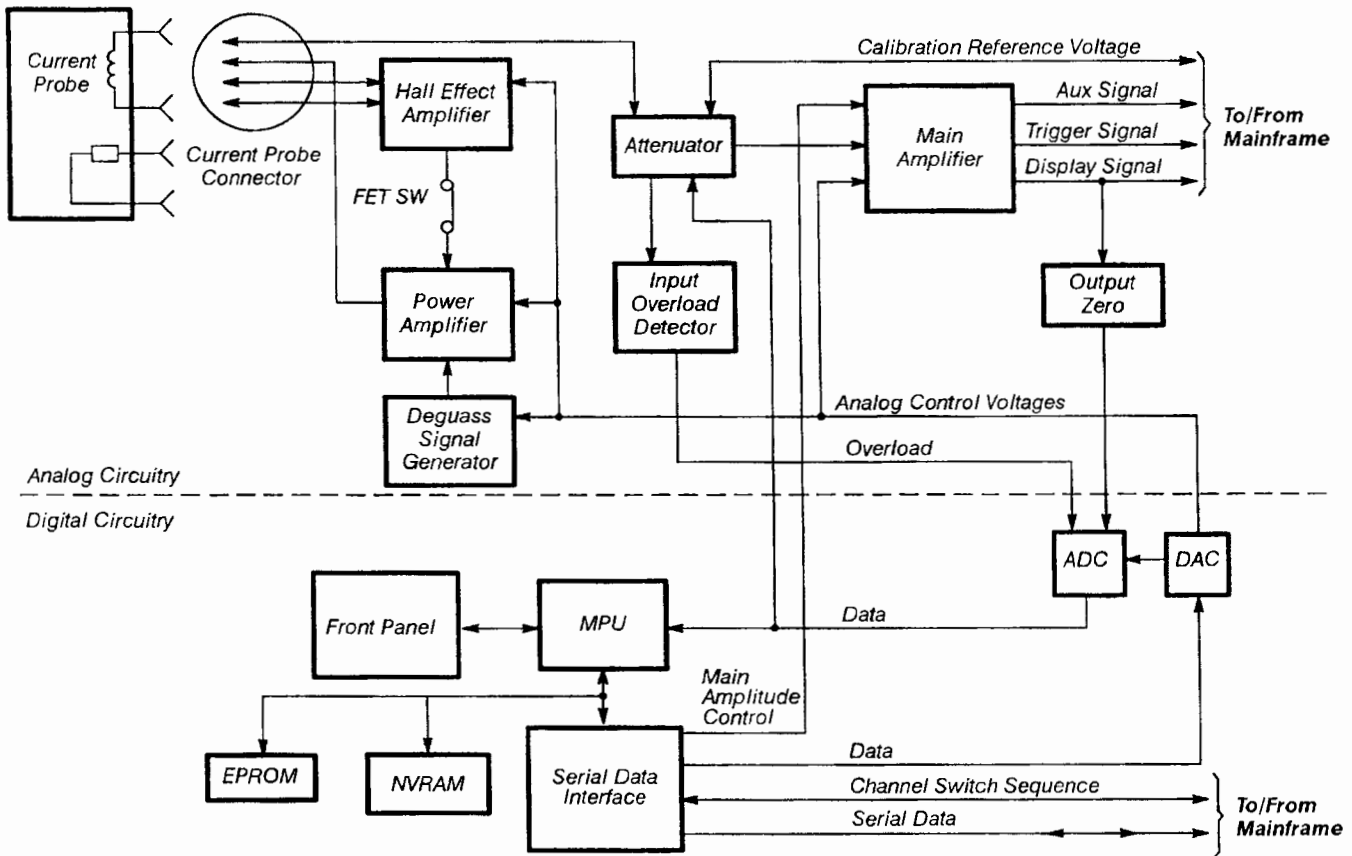 Current
Probe
Current Probe
Connector
Hall Effect
Amplifier
FET SW
Power
Amplifier
Deguass
Signal
Generator
Attenuator
Input
Overload
Detector
Calibration Reference Voltage
Main
Amplifier
Aux Signal
Trigger Signal
Display Signal
To/From
Mainframe
Output
Zero
Analog Control Voltages
Overload
Analog Circuitry
Digital Circuitry
ADC
DAC
Front Panel
MPU
Data
Main
Amplitude
Control
EPROM
NVRAM
Serial Data
Interface
Data
Channel Switch Sequence
Serial Data
To/From
Mainframe